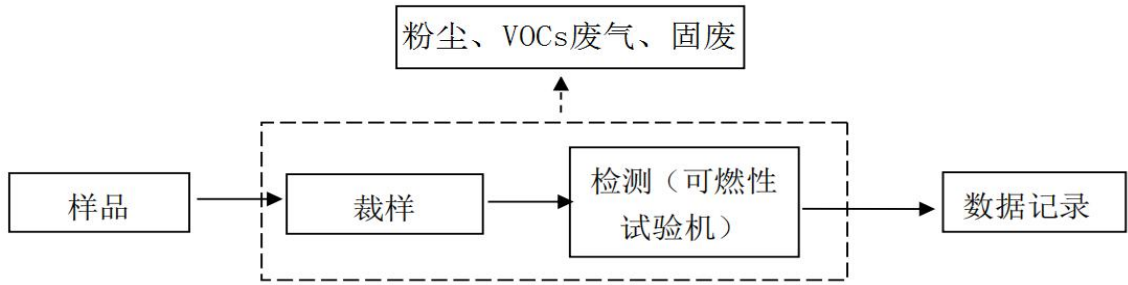 粉尘、VOCs废气、固废
样品
裁样
检测（可燃性
试验机）
数据记录